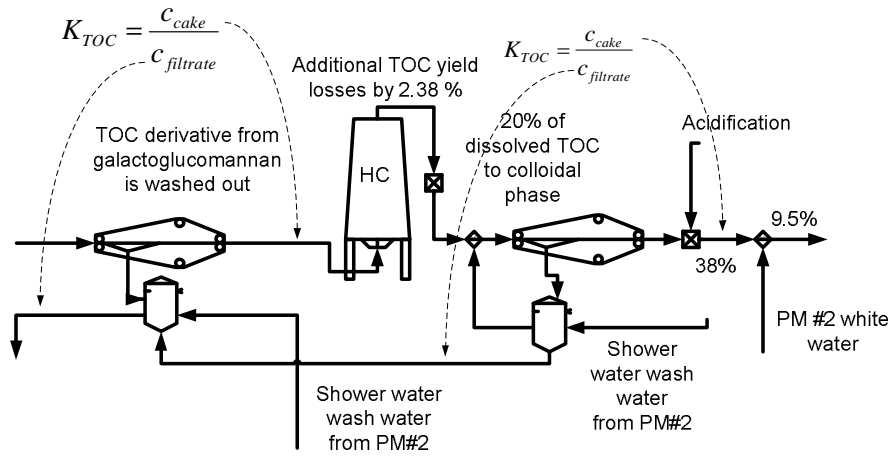 K_TOC = c_cake / c_filtrate
Additional TOC yield
losses by 2.38 %
K_TOC = c_cake / c_filtrate
TOC derivative from
galactoglucomannan
is washed out
HC
20% of
dissolved TOC
to colloidal
phase
Acidification
9.5%
38%
PM #2 white
water
Shower water
wash water
from PM#2
Shower
water wash
water
from PM#2